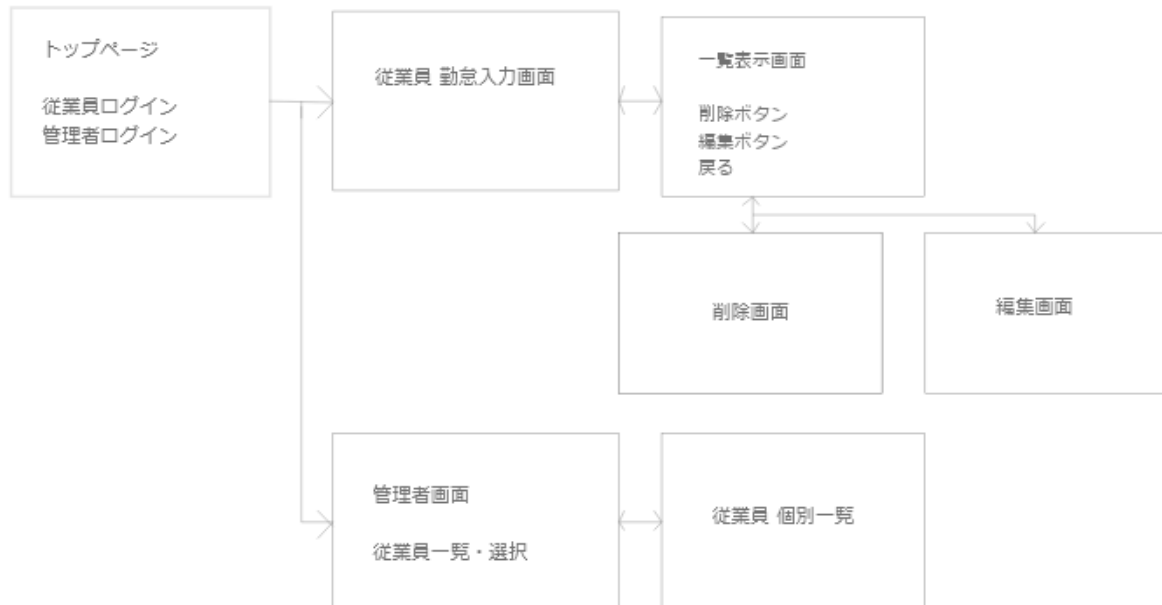 トップページ
従業員ログイン
管理者ログイン
従業員 勤怠入力画面
一覧表示画面
削除ボタン
編集ボタン
戻る
削除画面
編集画面
管理者画面
従業員一覧・選択
従業員 個別一覧